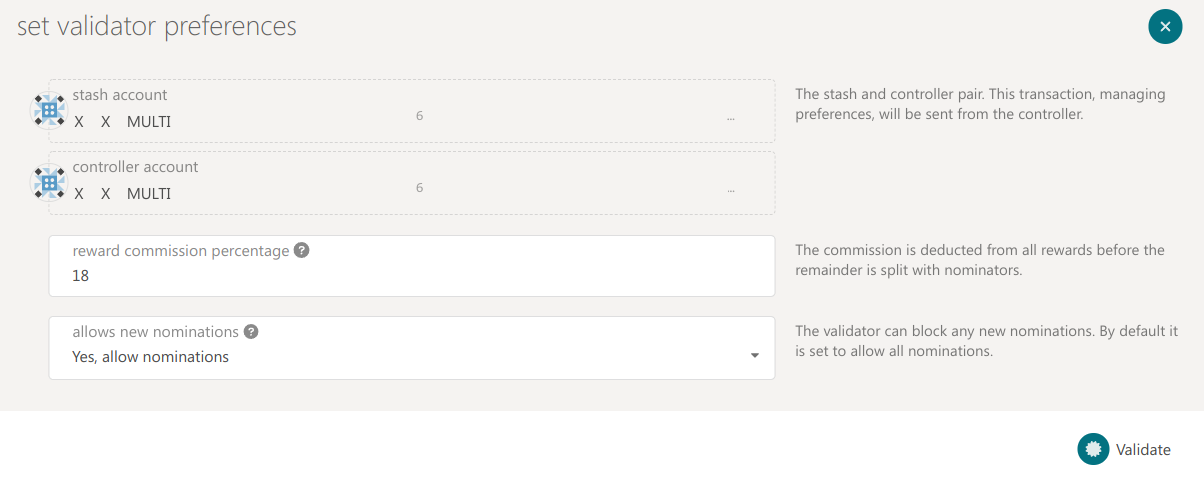 set validator preferences
stash account
X X MULTI 6 ...
The stash and controller pair. This transaction, managing
preferences, will be sent from the controller.
controller account
X X MULTI 6 ...
reward commission percentage ?
18
The commission is deducted from all rewards before the
remainder is split with nominators.
allows new nominations ?
Yes, allow nominations
The validator can block any new nominations. By default it
is set to allow all nominations.
Validate